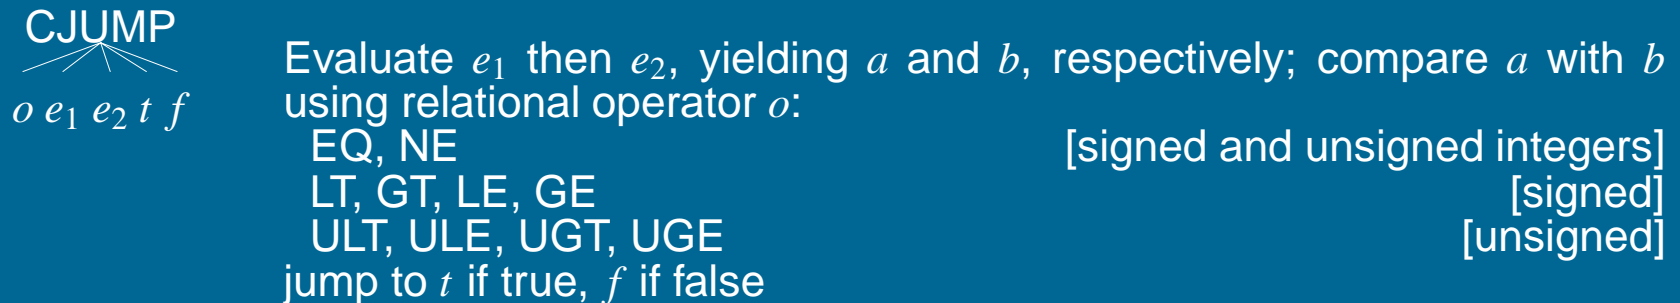 CJUMP
o e1 e2 t f
Evaluate e1 then e2, yielding a and b, respectively; compare a with b
using relational operator o:
EQ, NE [signed and unsigned integers]
LT, GT, LE, GE [signed]
ULT, ULE, UGT, UGE [unsigned]
jump to t if true, f if false